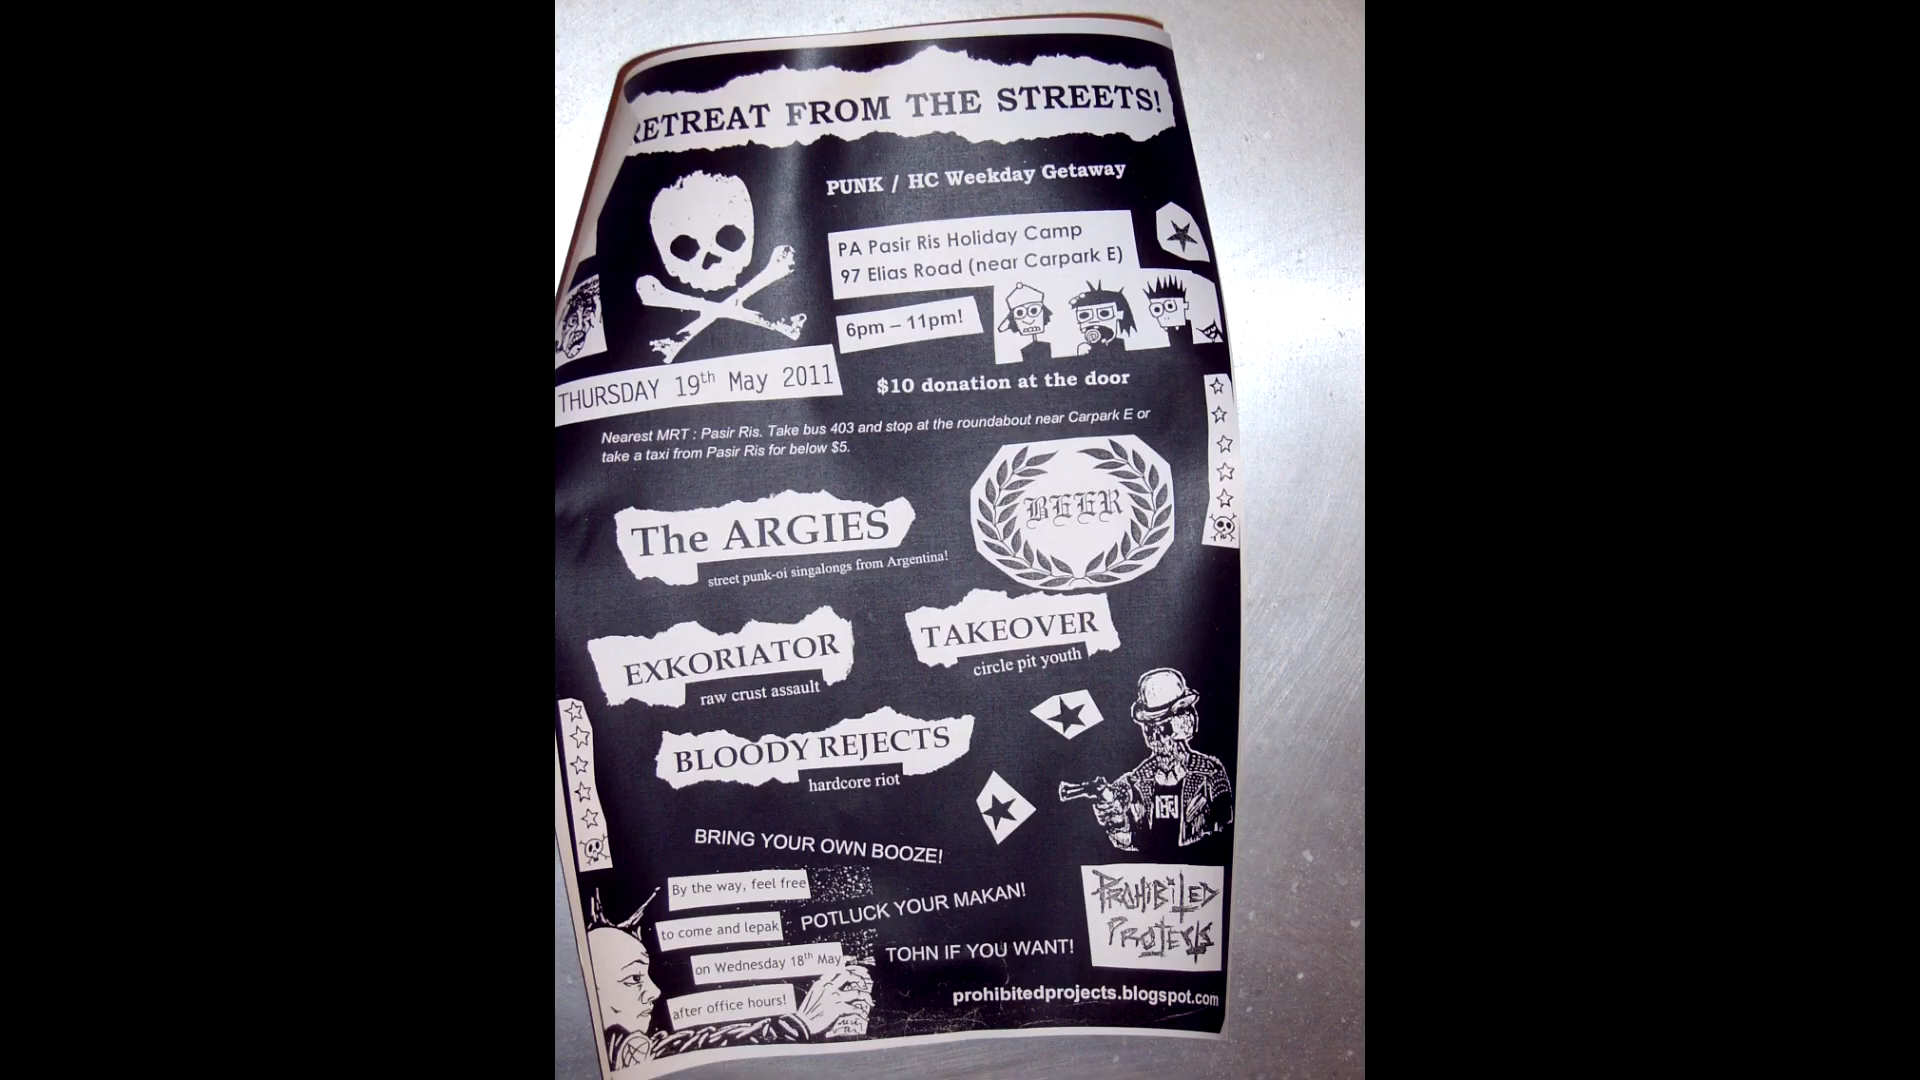 RETREAT FROM THE STREETS!
PUNK / HC Weekday Getaway
PA Pasir Ris Holiday Camp
97 Elias Road (near Carpark E)
6pm – 11pm!
THURSDAY 19th May 2011
$10 donation at the door
Nearest MRT : Pasir Ris. Take bus 403 and stop at the roundabout near Carpark E or
take a taxi from Pasir Ris for below $5.
BEER
The ARGIES
street punk-oi singalongs from Argentina!
EXKORIATOR
raw crust assault
TAKEOVER
circle pit youth
BLOODY REJECTS
hardcore riot
BRING YOUR OWN BOOZE!
By the way, feel free
to come and lepak
on Wednesday 18th May
after office hours!
POTLUCK YOUR MAKAN!
TOHN IF YOU WANT!
PROHIBITED
PROJECTS
prohibitedprojects.blogspot.com